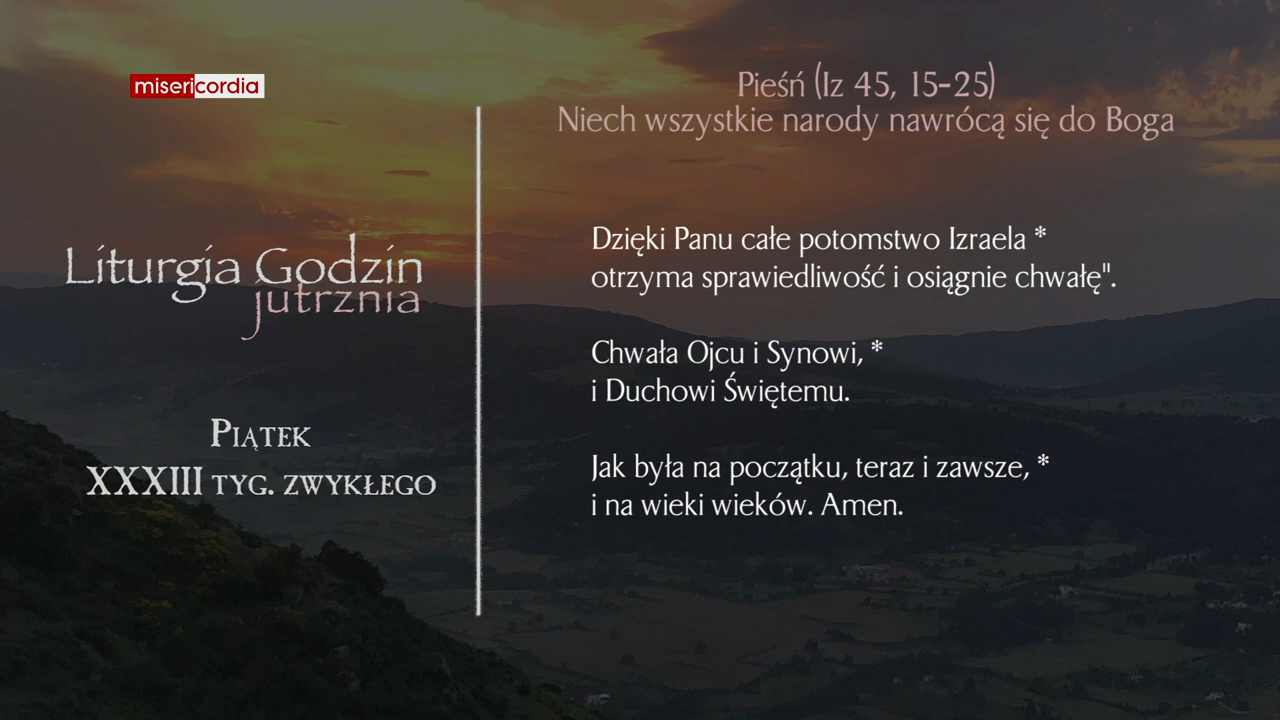 misericordia
Pieśń (Iz 45, 15-25)
Niech wszystkie narody nawrócą się do Boga
Liturgia Godzin
jutrznia
Piątek
XXXIII tyg. zwykłego
Dzięki Panu całe potomstwo Izraela *
otrzyma sprawiedliwość i osiągnie chwałę".
Chwała Ojcu i Synowi, *
i Duchowi Świętemu.
Jak była na początku, teraz i zawsze, *
i na wieki wieków. Amen.